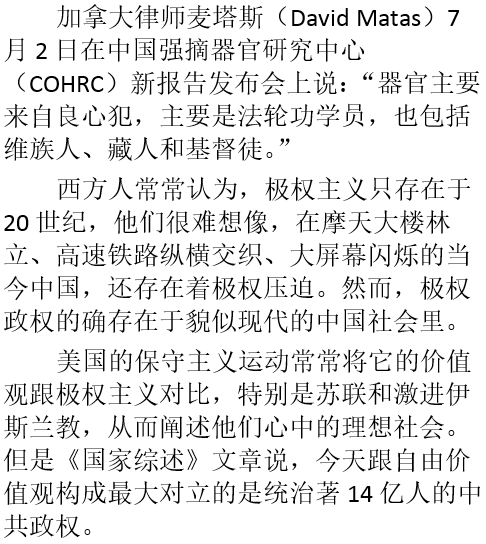 加拿大律师麦塔斯（David Matas）7
月 2 日在中国强摘器官研究中心
（COHRC）新报告发布会上说：“器官主要
来自良心犯，主要是法轮功学员，也包括
维族人、藏人和基督徒。”
西方人常常认为，极权主义只存在于
20 世纪，他们很难想像，在摩天大楼林
立、高速铁路纵横交织、大屏幕闪烁的当
今中国，还存在着极权压迫。然而，极权
政权的确存在于貌似现代的中国社会里。
美国的保守主义运动常常将它的价值
观跟极权主义对比，特别是苏联和激进伊
斯兰教，从而阐述他们心中的理想社会。
但是《国家综述》文章说，今天跟自由价
值观构成最大对立的是统治著 14 亿人的中
共政权。